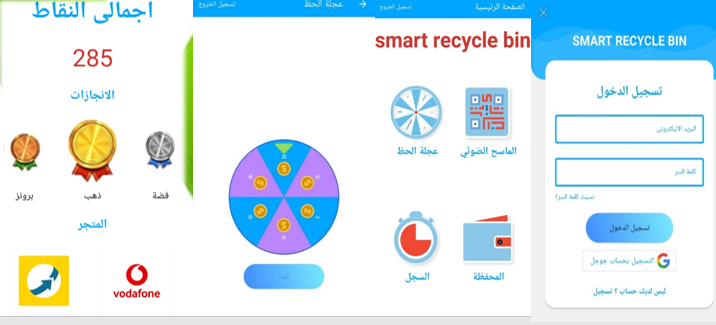 اجمالى النقاط
285
الانجازات
برونز
ذهب
فضة
المتجر
vodafone
تسجيل الخروج
عجلة الحظ
ابدا
تسجيل الخروج
الصفحة الرئيسية
smart recycle bin
عجلة الحظ
الماسح الضوئي
السجل
المحفظة
SMART RECYCLE BIN
تسجيل الدخول
البريد الاليكترونى
كلمة السر
نسيت كلمة السر؟
تسجيل الدخول
التسجيل بحساب جوجل
ليس لديك حساب ؟ تسجيل